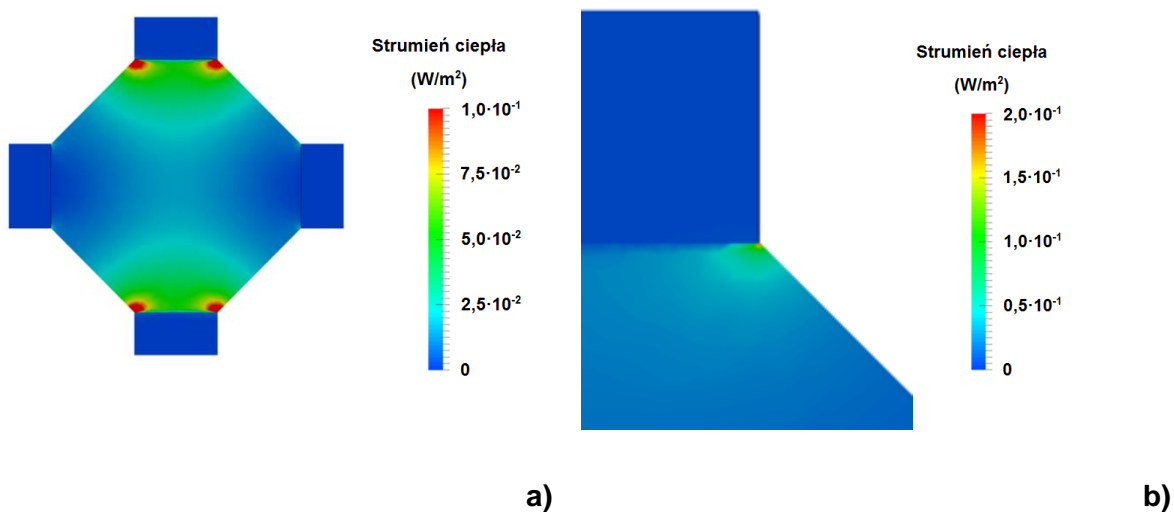 Strumień ciepła
(W/m²)
1,0·10⁻¹
7,5·10⁻²
5,0·10⁻²
2,5·10⁻²
0
a)
Strumień ciepła
(W/m²)
2,0·10⁻¹
1,5·10⁻¹
1,0·10⁻¹
0,5·10⁻¹
0
b)